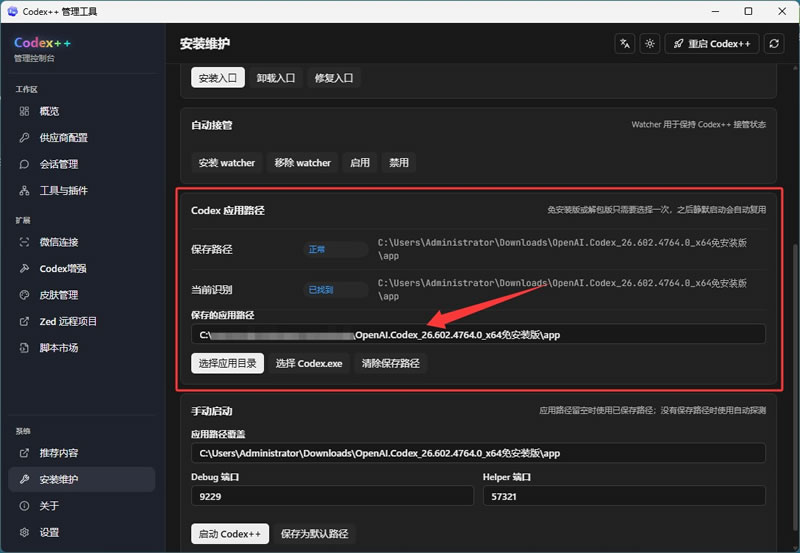 Codex++ 管理工具
Codex++
管理控制台
工作区
概览
供应商配置
会话管理
工具与插件
扩展
微信连接
Codex增强
皮肤管理
Zed 远程项目
脚本市场
系统
推荐内容
安装维护
关于
设置
安装维护
重启 Codex++
安装入口 卸载入口 修复入口
自动接管 Watcher 用于保持 Codex++ 接管状态
安装 watcher 移除 watcher 启用 禁用
Codex 应用路径 免安装版或解包版只需要选择一次，之后静默启动会自动复用
保存路径 正常 C:\Users\Administrator\Downloads\OpenAI.Codex_26.602.4764.0_x64免安装版
\app
当前识别 已找到 C:\Users\Administrator\Downloads\OpenAI.Codex_26.602.4764.0_x64免安装版
\app
保存的应用路径
C:\ \OpenAI.Codex_26.602.4764.0_x64免安装版\app
选择应用目录 选择 Codex.exe 清除保存路径
手动启动 应用路径留空时使用已保存路径；没有保存路径时使用自动探测
应用路径覆盖
C:\Users\Administrator\Downloads\OpenAI.Codex_26.602.4764.0_x64免安装版\app
Debug 端口 Helper 端口
9229 57321
启动 Codex++ 保存为默认路径